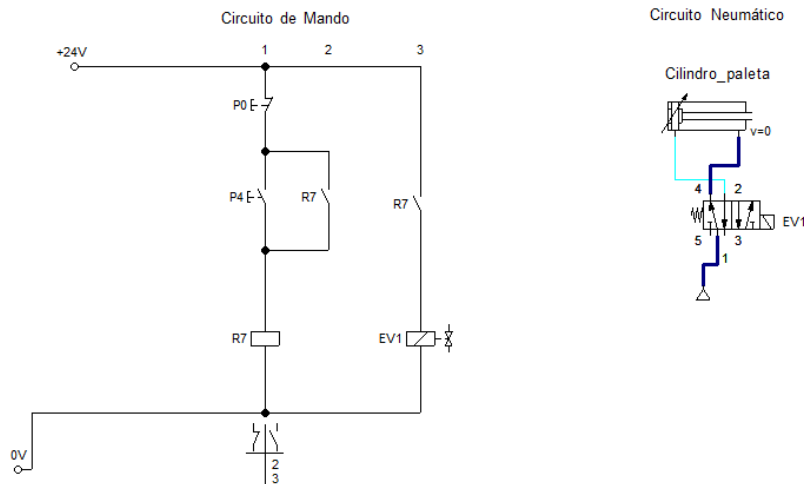 Circuito de Mando
Circuito Neumático
+24V
1 2 3
Cilindro_paleta
P0
v=0
P4 R7 R7
4 2
EV1
5 3
1
R7 EV1
0V
2
3